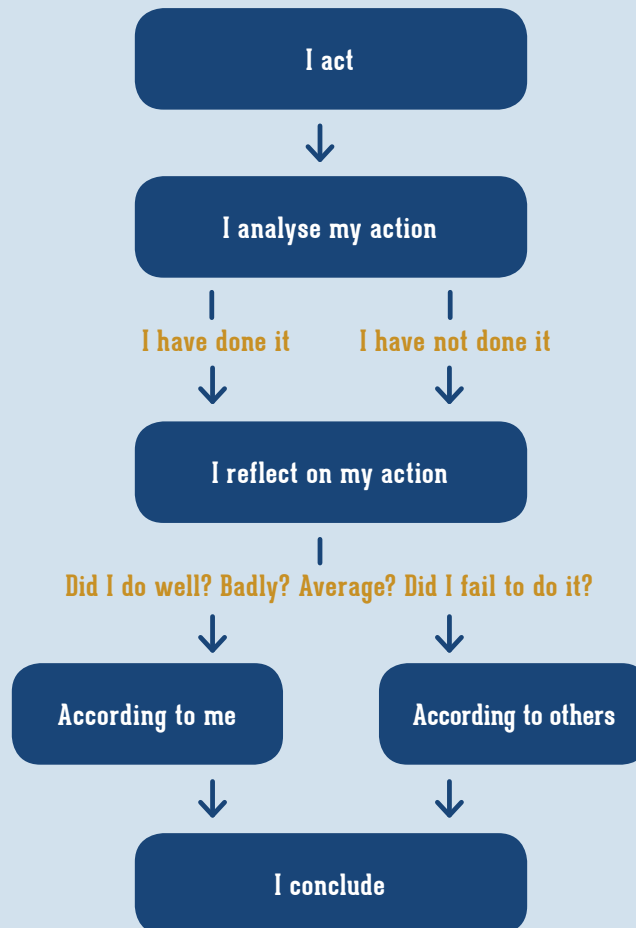 I act
I analyse my action
I have done it
I have not done it
I reflect on my action
Did I do well? Badly? Average? Did I fail to do it?
According to me
According to others
I conclude